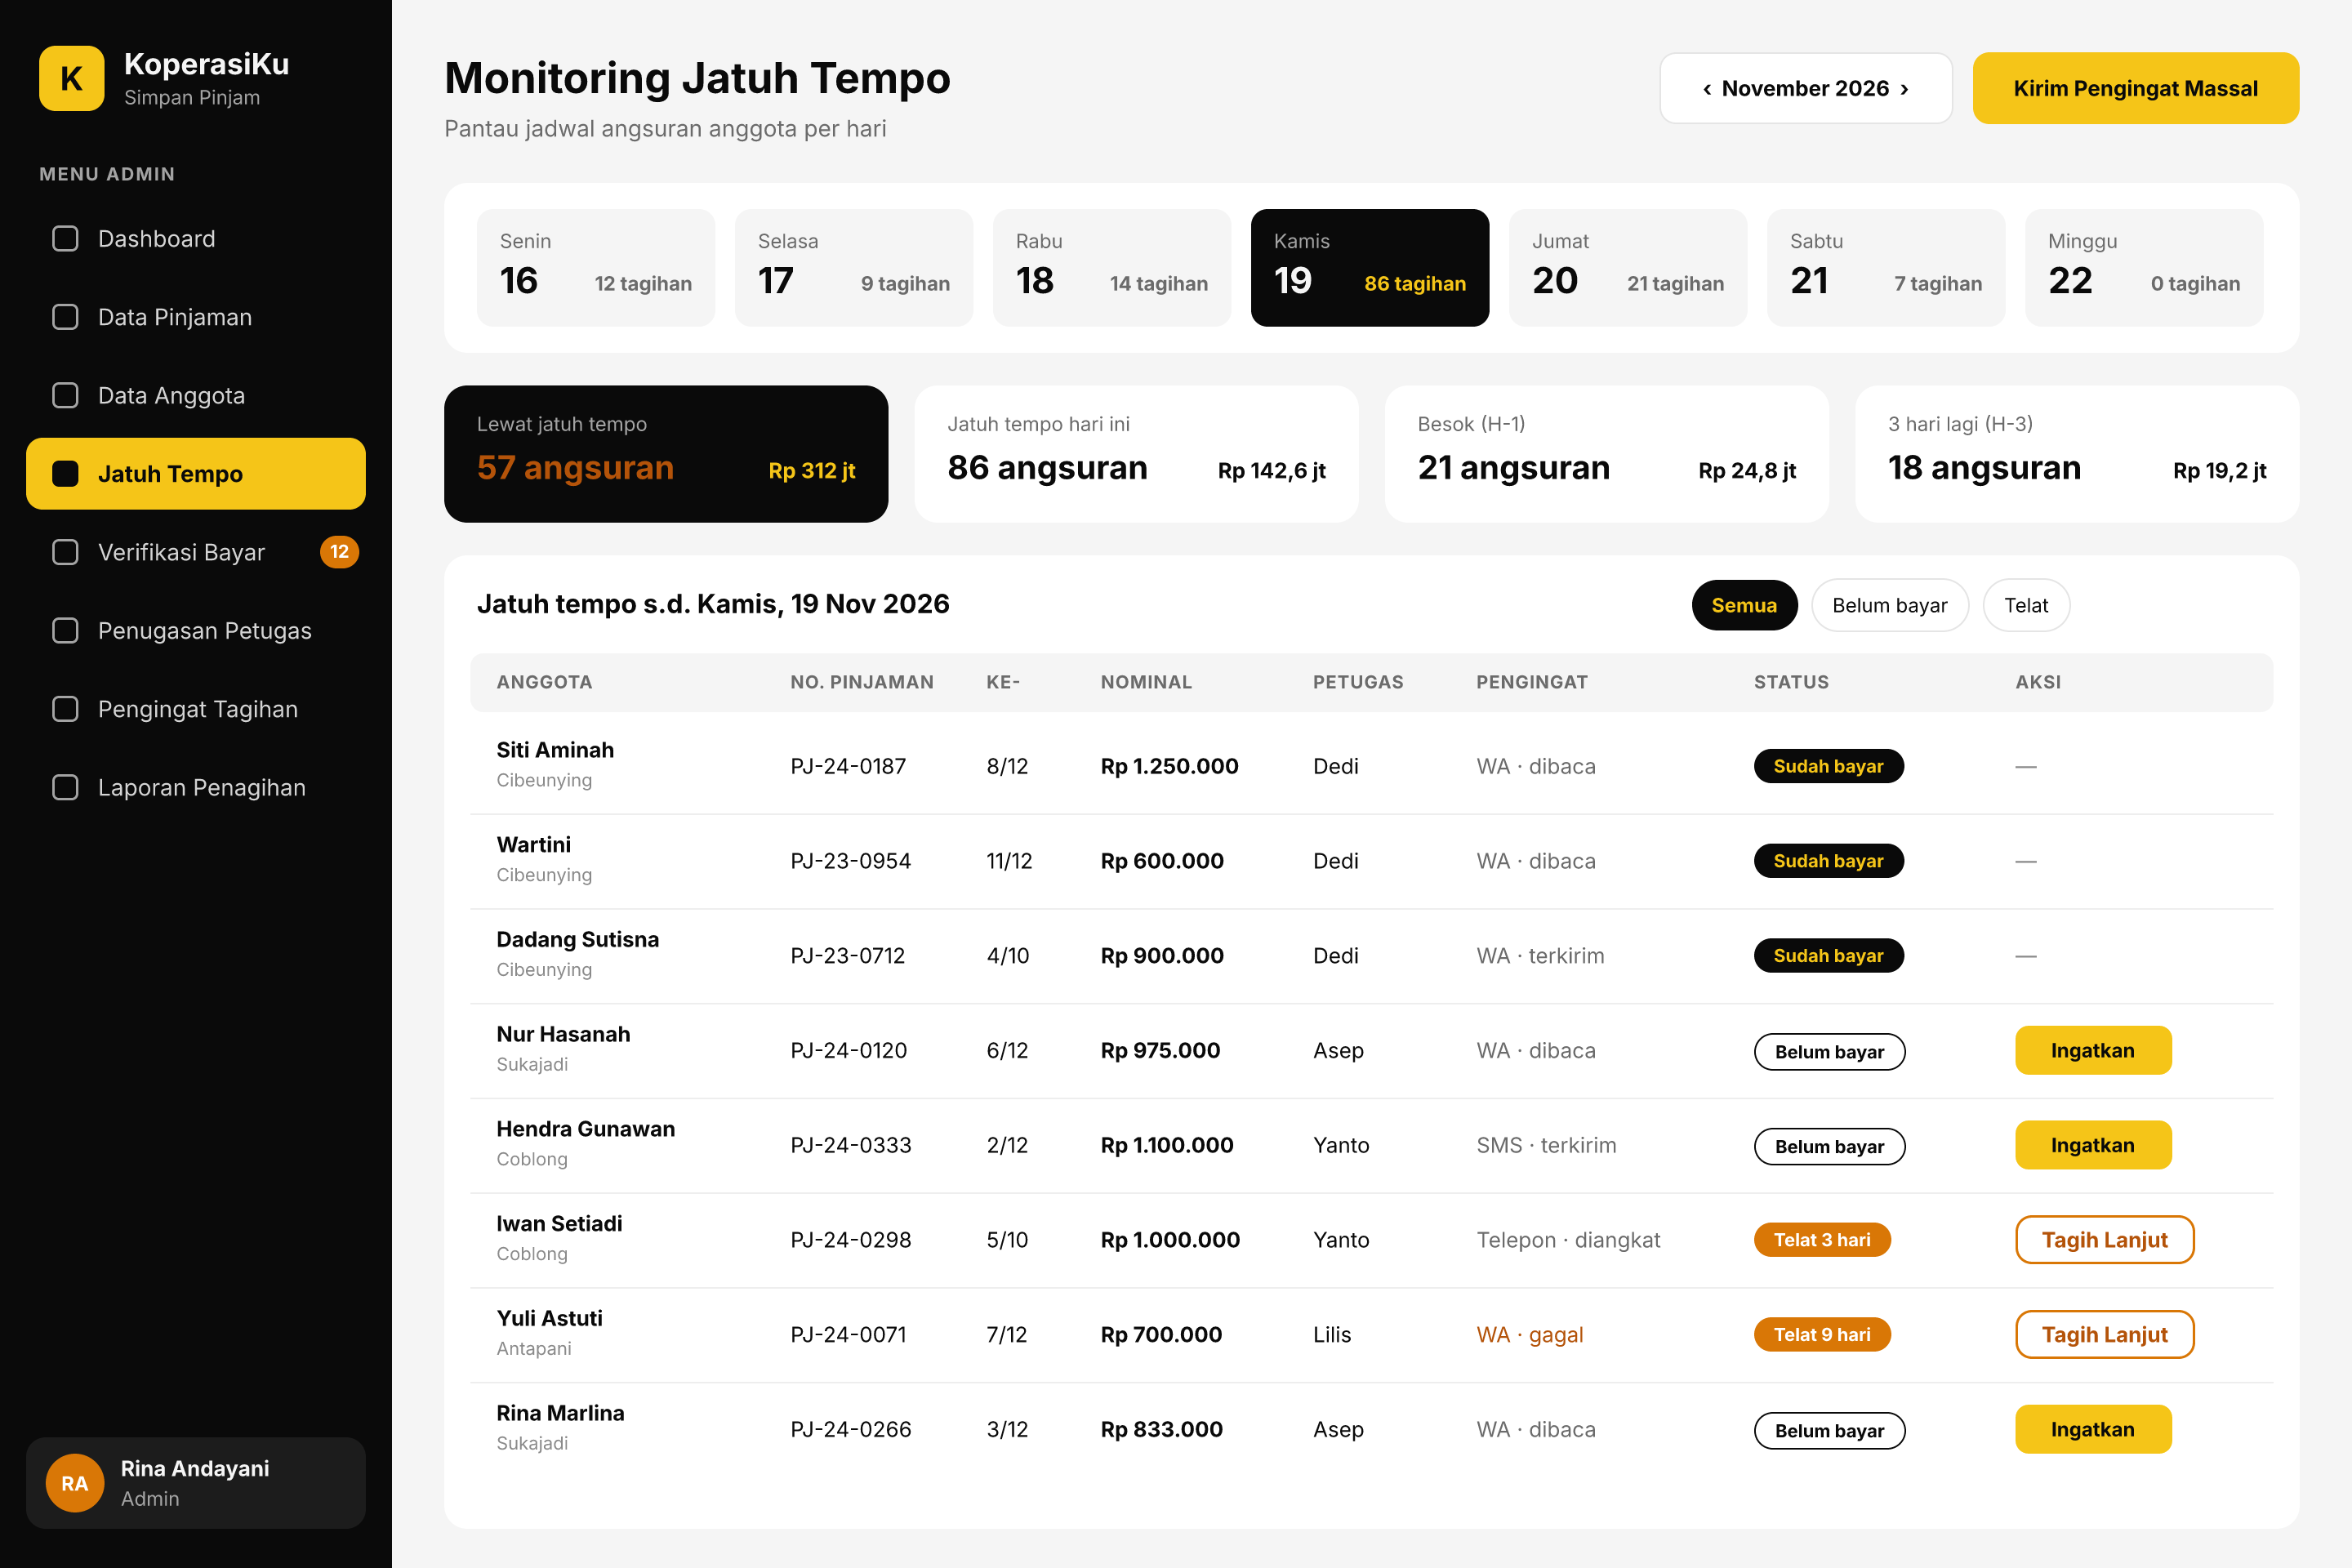 K
KoperasiKu
Simpan Pinjam
MENU ADMIN
Dashboard
Data Pinjaman
Data Anggota
Jatuh Tempo
Verifikasi Bayar 12
Penugasan Petugas
Pengingat Tagihan
Laporan Penagihan
RA
Rina Andayani
Admin
Monitoring Jatuh Tempo
Pantau jadwal angsuran anggota per hari
‹ November 2026 ›
Kirim Pengingat Massal
Senin
16 12 tagihan
Selasa
17 9 tagihan
Rabu
18 14 tagihan
Kamis
19 86 tagihan
Jumat
20 21 tagihan
Sabtu
21 7 tagihan
Minggu
22 0 tagihan
Lewat jatuh tempo
57 angsuran Rp 312 jt
Jatuh tempo hari ini
86 angsuran Rp 142,6 jt
Besok (H-1)
21 angsuran Rp 24,8 jt
3 hari lagi (H-3)
18 angsuran Rp 19,2 jt
Jatuh tempo s.d. Kamis, 19 Nov 2026
Semua Belum bayar Telat
ANGGOTA NO. PINJAMAN KE- NOMINAL PETUGAS PENGINGAT STATUS AKSI
Siti Aminah
Cibeunying
PJ-24-0187 8/12 Rp 1.250.000 Dedi WA · dibaca Sudah bayar —
Wartini
Cibeunying
PJ-23-0954 11/12 Rp 600.000 Dedi WA · dibaca Sudah bayar —
Dadang Sutisna
Cibeunying
PJ-23-0712 4/10 Rp 900.000 Dedi WA · terkirim Sudah bayar —
Nur Hasanah
Sukajadi
PJ-24-0120 6/12 Rp 975.000 Asep WA · dibaca Belum bayar Ingatkan
Hendra Gunawan
Coblong
PJ-24-0333 2/12 Rp 1.100.000 Yanto SMS · terkirim Belum bayar Ingatkan
Iwan Setiadi
Coblong
PJ-24-0298 5/10 Rp 1.000.000 Yanto Telepon · diangkat Telat 3 hari Tagih Lanjut
Yuli Astuti
Antapani
PJ-24-0071 7/12 Rp 700.000 Lilis WA · gagal Telat 9 hari Tagih Lanjut
Rina Marlina
Sukajadi
PJ-24-0266 3/12 Rp 833.000 Asep WA · dibaca Belum bayar Ingatkan